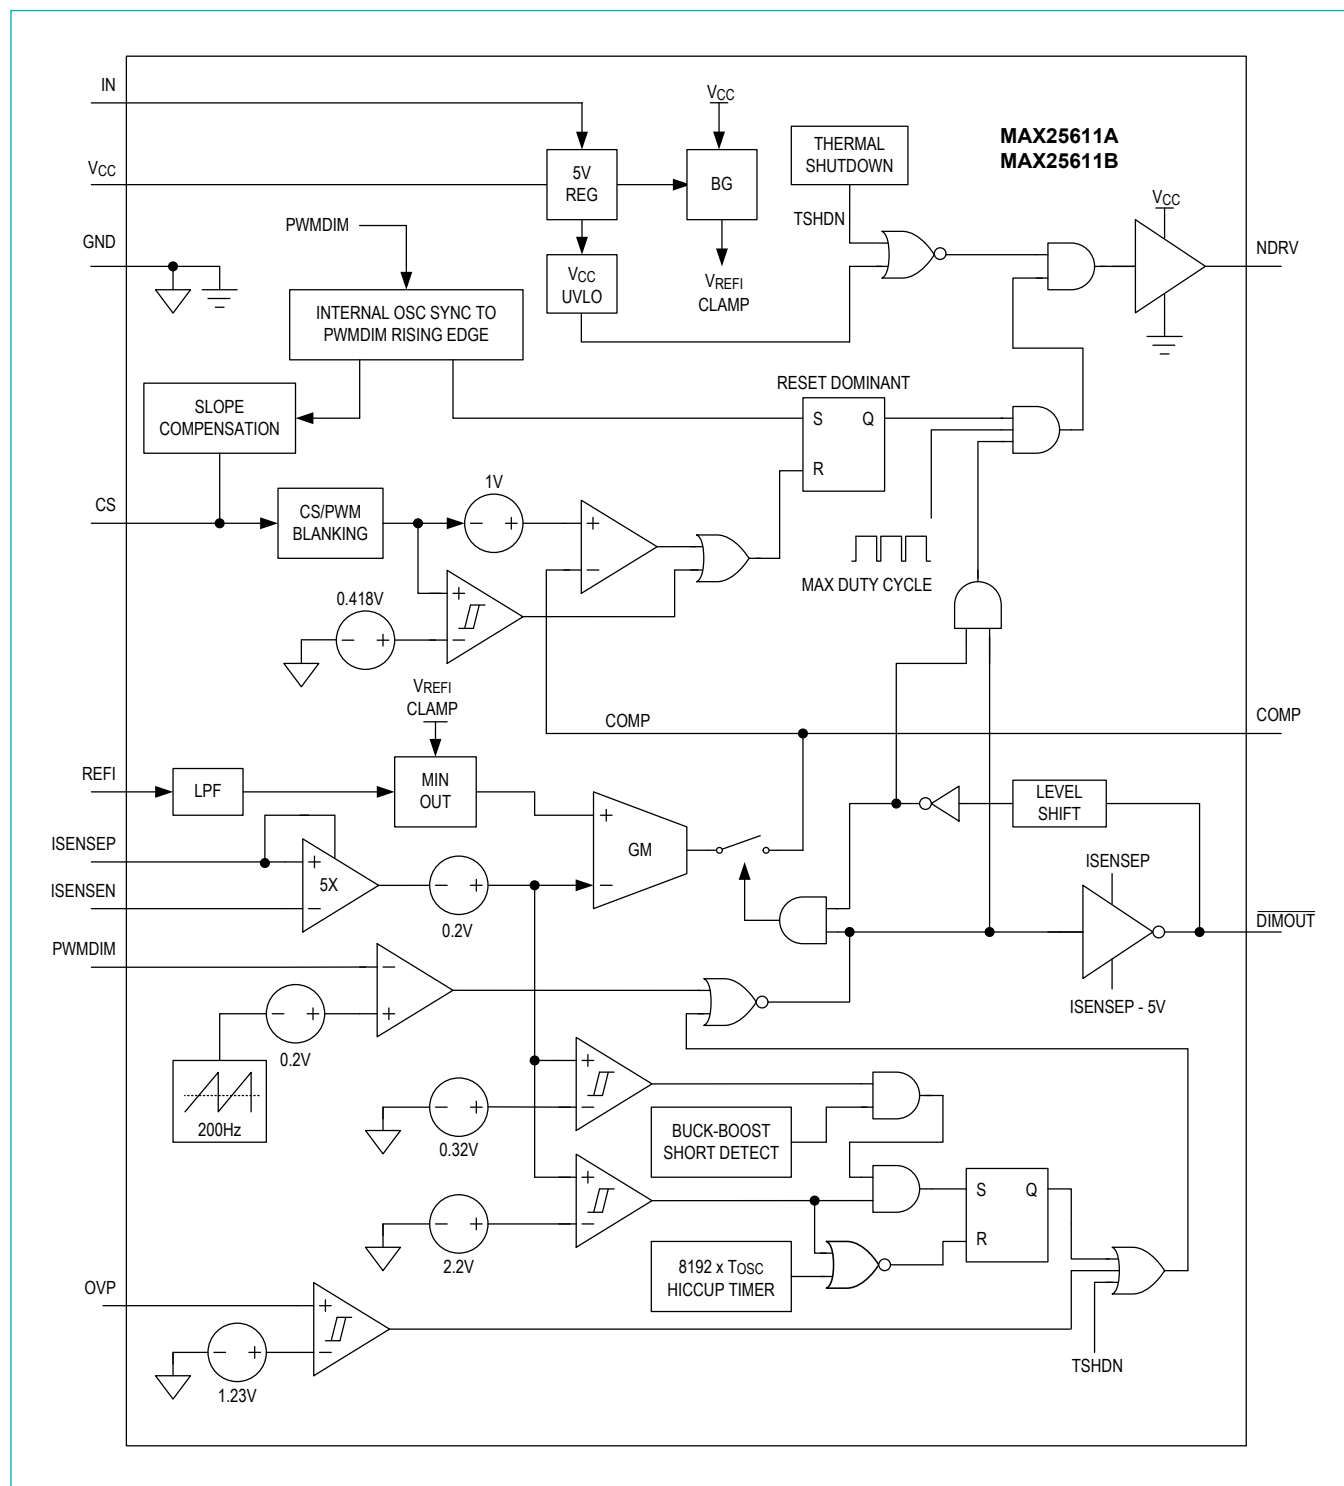 IN
VCC
MAX25611A
MAX25611B
THERMAL
SHUTDOWN
5V
REG
BG
VCC
VCC
TSHDN
PWMDIM
GND
NDRV
VCC
UVLO
VREFI
CLAMP
INTERNAL OSC SYNC TO
PWMDIM RISING EDGE
RESET DOMINANT
SLOPE
COMPENSATION
S
Q
R
1V
CS
CS/PWM
BLANKING
-
+
+
-
MAX DUTY CYCLE
0.418V
+
-
-
+
VREFI
CLAMP
COMP
COMP
REFI
LPF
MIN
OUT
LEVEL
SHIFT
+
GM
-
ISENSEP
ISENSEP
+
5X
-
-
+
ISENSEN
0.2V
DIMOUT
PWMDIM
-
+
-
+
ISENSEP - 5V
0.2V
200Hz
+
-
-
+
0.32V
BUCK-BOOST
SHORT DETECT
+
-
-
+
2.2V
S
Q
R
8192 x TOSC
HICCUP TIMER
OVP
+
-
-
+
1.23V
TSHDN